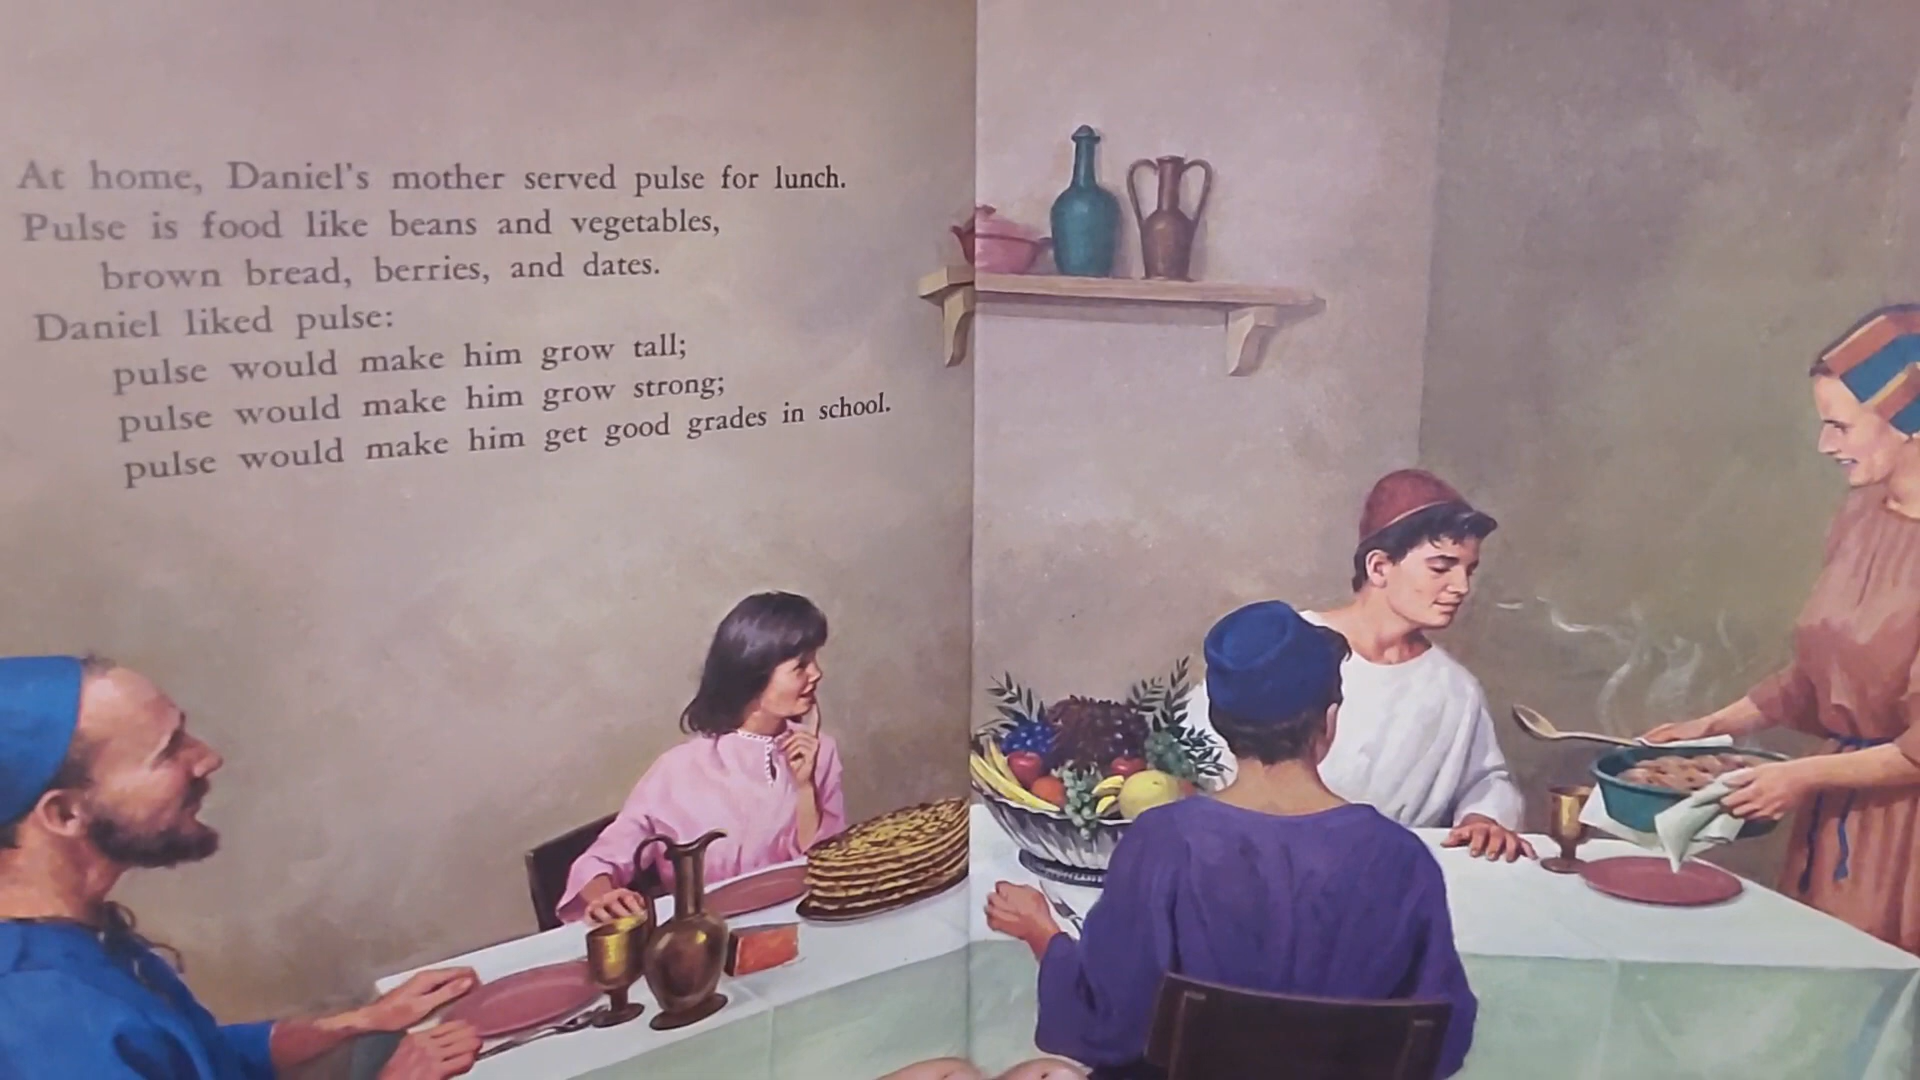 At home, Daniel's mother served pulse for lunch.
Pulse is food like beans and vegetables,
brown bread, berries, and dates.
Daniel liked pulse:
pulse would make him grow tall;
pulse would make him grow strong;
pulse would make him get good grades in school.